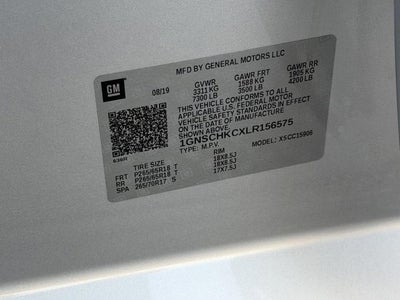 MFD BY GENERAL MOTORS LLC
GM
08/19 GVWR GAWR FRT GAWR RR
3311 KG 1588 KG 1905 KG
7300 LB 3500 LB 4200 LB
THIS VEHICLE CONFORMS TO ALL
APPLICABLE U.S. FEDERAL MOTOR
VEHICLE SAFETY STANDARDS IN EFFECT
ON THE DATE OF MANUFACTURE
SHOWN ABOVE.
1GNSCHKCXLR156575
TYPE: M.P.V. MODEL: X5CC15906
TIRE SIZE RIM
FRT P265/65R18 T 18X8.5J
RR P265/65R18 T 18X8.5J
SPA 265/70R17 S 17X7.5J